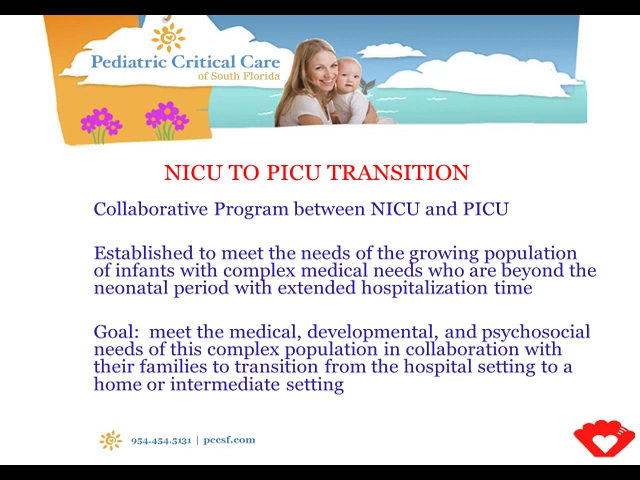 Pediatric Critical Care
of South Florida
NICU TO PICU TRANSITION
Collaborative Program between NICU and PICU
Established to meet the needs of the growing population
of infants with complex medical needs who are beyond the
neonatal period with extended hospitalization time
Goal:  meet the medical, developmental, and psychosocial
needs of this complex population in collaboration with
their families to transition from the hospital setting to a
home or intermediate setting
954.454.5131 | pccsf.com